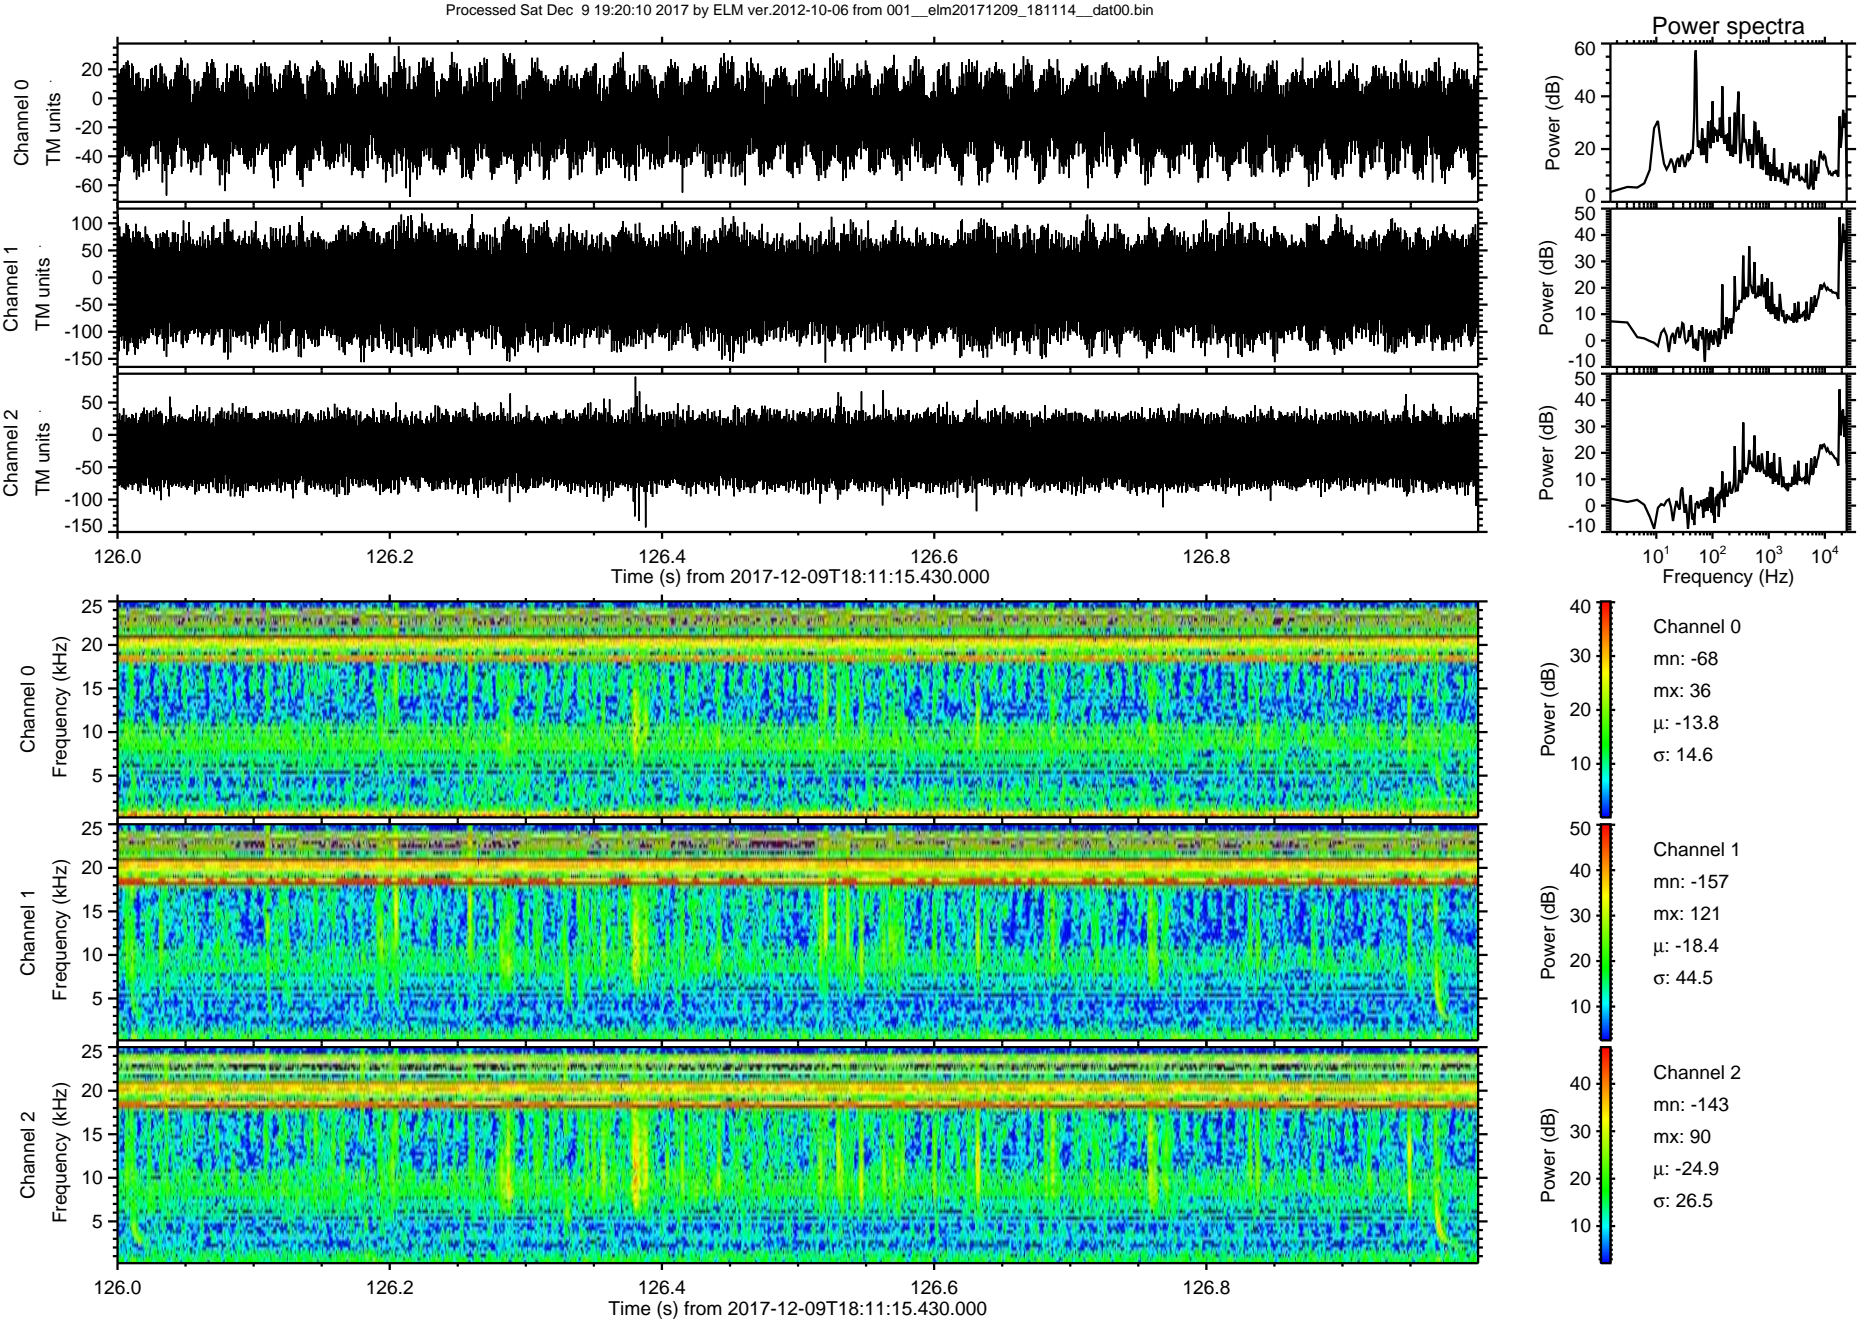 Processed Sat Dec  9 19:20:10 2017 by ELM ver.2012-10-06 from 001__elm20171209_181114__dat00.bin
Power spectra
Channel 0
TM units
20
0
-20
-40
-60
Power (dB)
60
40
20
0
Channel 1
TM units
100
50
0
-50
-100
-150
Power (dB)
50
40
30
20
10
0
-10
Channel 2
TM units
50
0
-50
-100
-150
Power (dB)
50
40
30
20
10
0
-10
126.0 126.2 126.4 126.6 126.8
Time (s) from 2017-12-09T18:11:15.430.000
10^1 10^2 10^3 10^4
Frequency (Hz)
Channel 0
Frequency (kHz)
25
20
15
10
5
Power (dB)
40
30
20
10
Channel 0
mn: -68
mx: 36
μ: -13.8
σ: 14.6
Channel 1
Frequency (kHz)
25
20
15
10
5
Power (dB)
50
40
30
20
10
Channel 1
mn: -157
mx: 121
μ: -18.4
σ: 44.5
Channel 2
Frequency (kHz)
25
20
15
10
5
Power (dB)
40
30
20
10
Channel 2
mn: -143
mx: 90
μ: -24.9
σ: 26.5
126.0 126.2 126.4 126.6 126.8
Time (s) from 2017-12-09T18:11:15.430.000